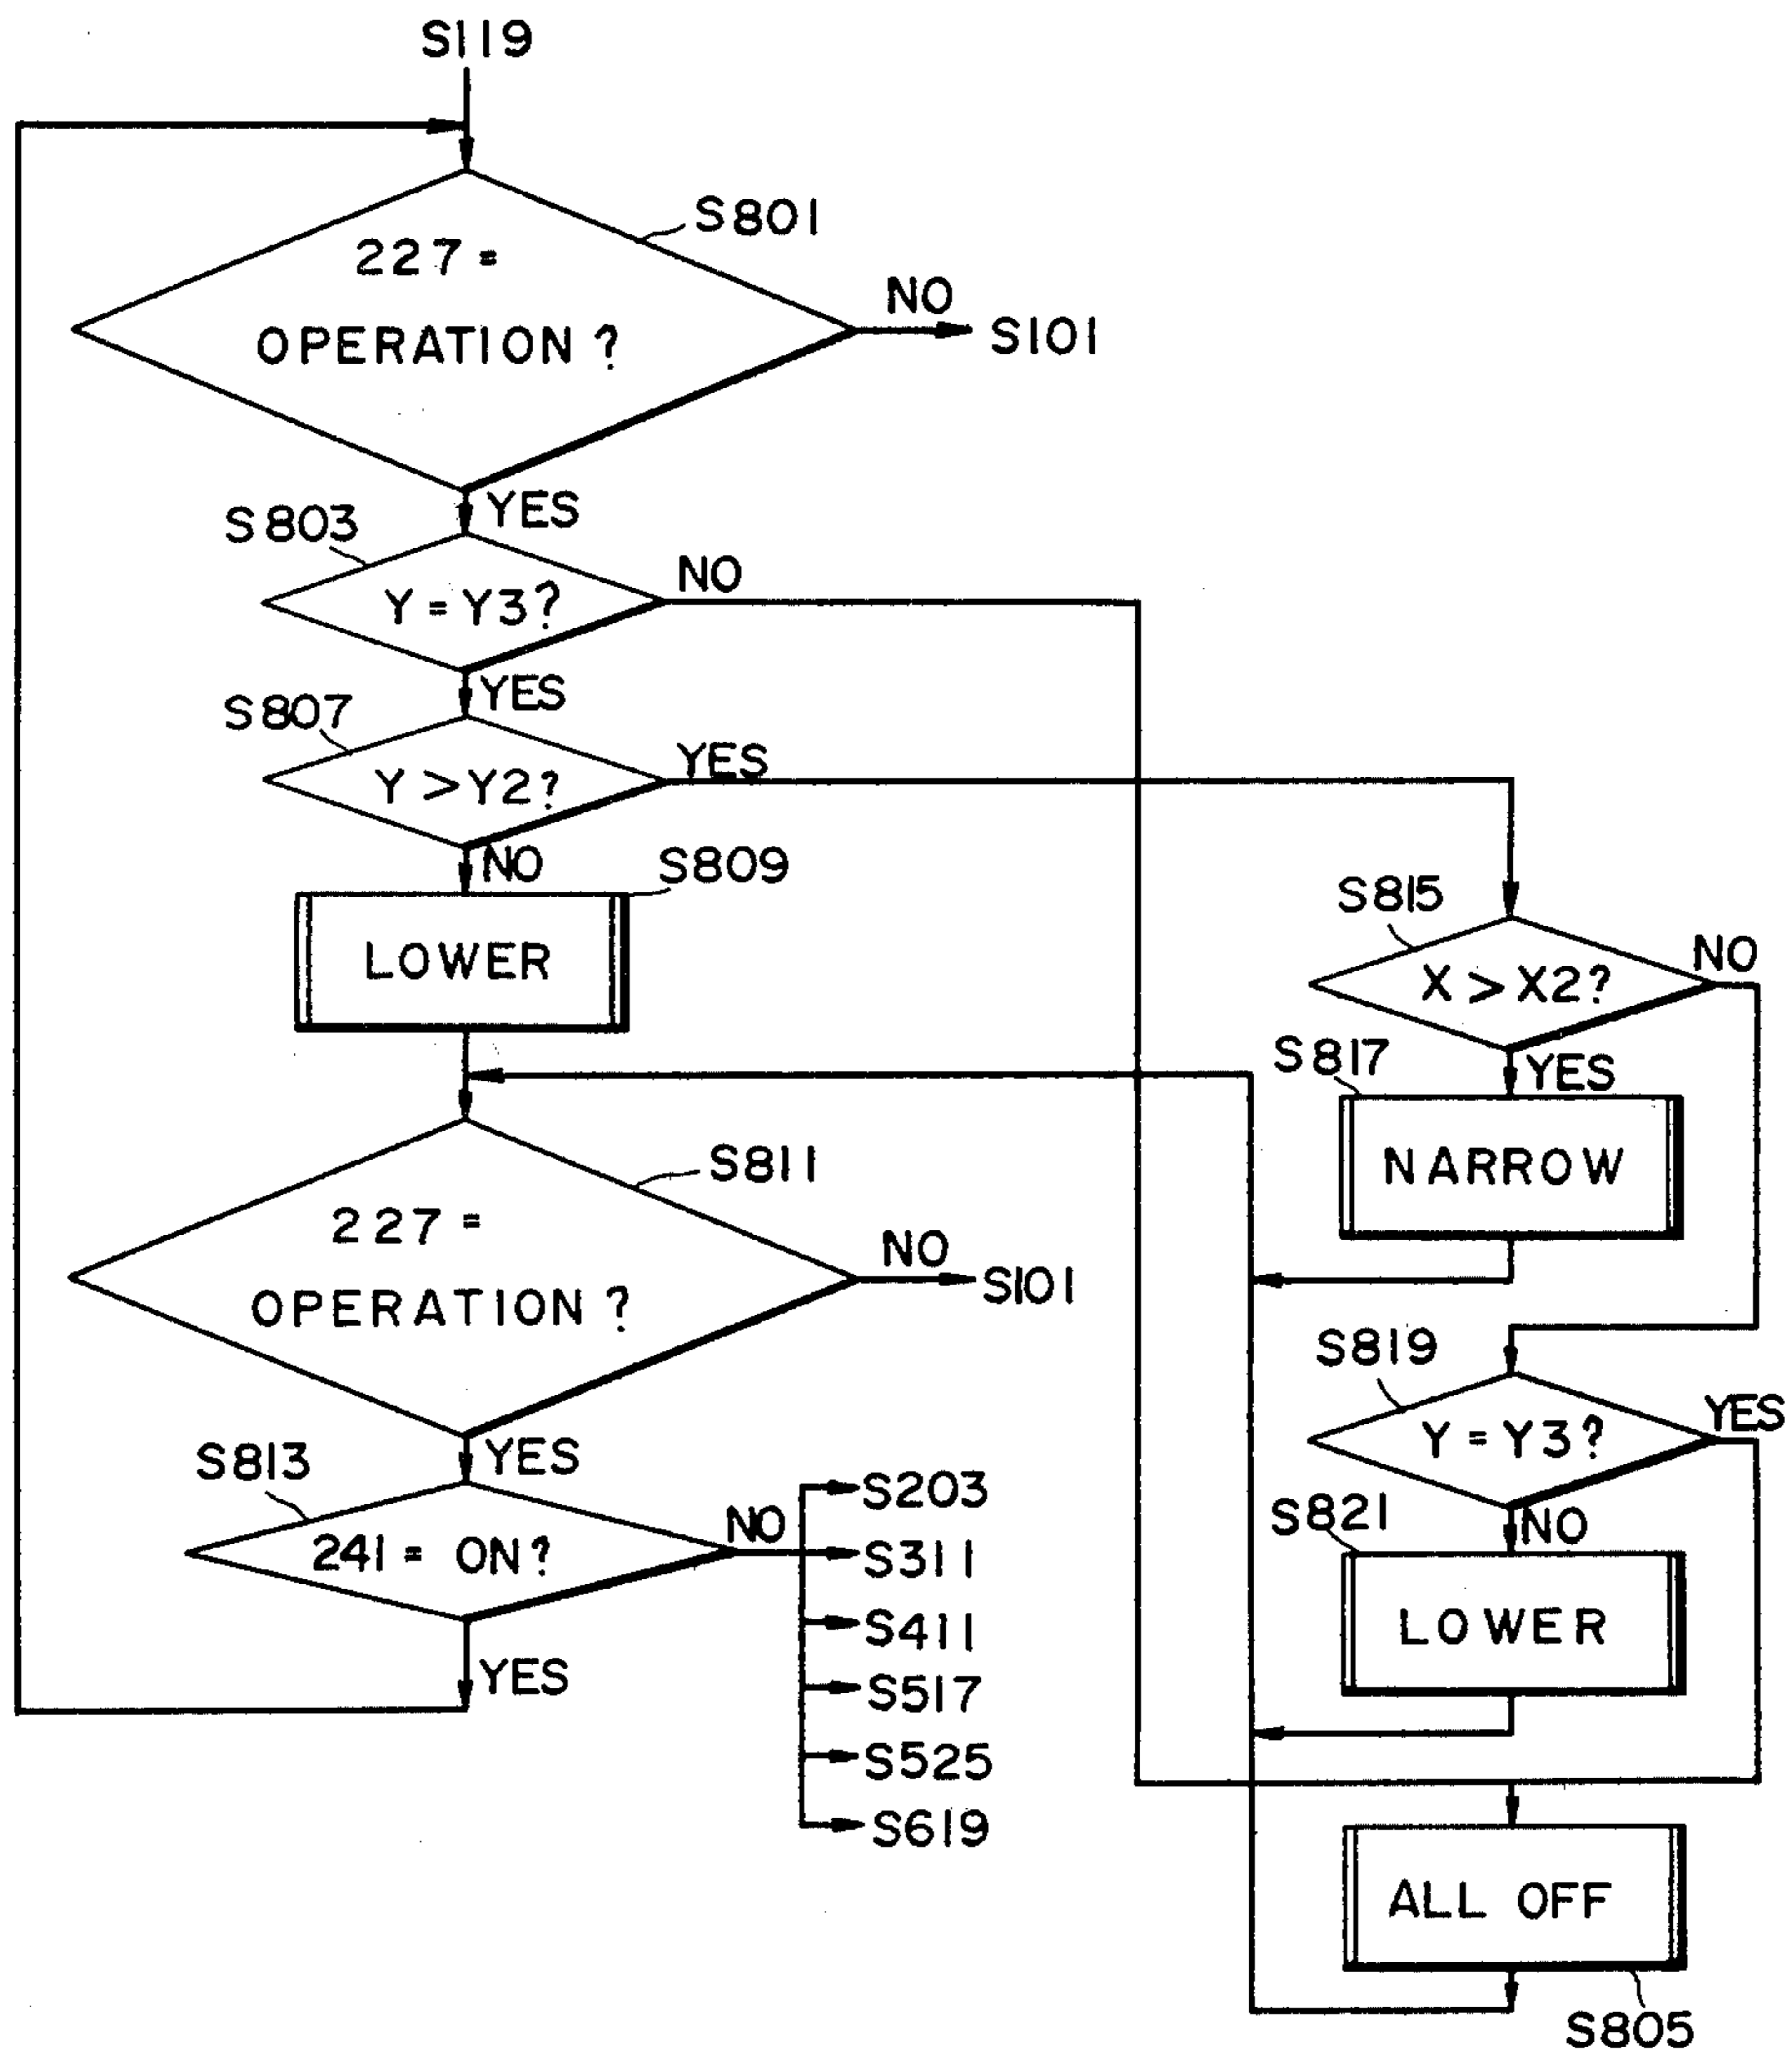 S119
S801
227 =
OPERATION ?
NO
S101
YES
S803
Y = Y3?
NO
YES
S807
Y > Y2?
YES
NO
S809
LOWER
S811
227 =
OPERATION ?
NO
S101
YES
S813
241 = ON?
NO
S203
S311
S411
S517
S525
S619
YES
S815
X > X2?
NO
YES
S817
NARROW
S819
Y = Y3?
YES
NO
S821
LOWER
ALL OFF
S805